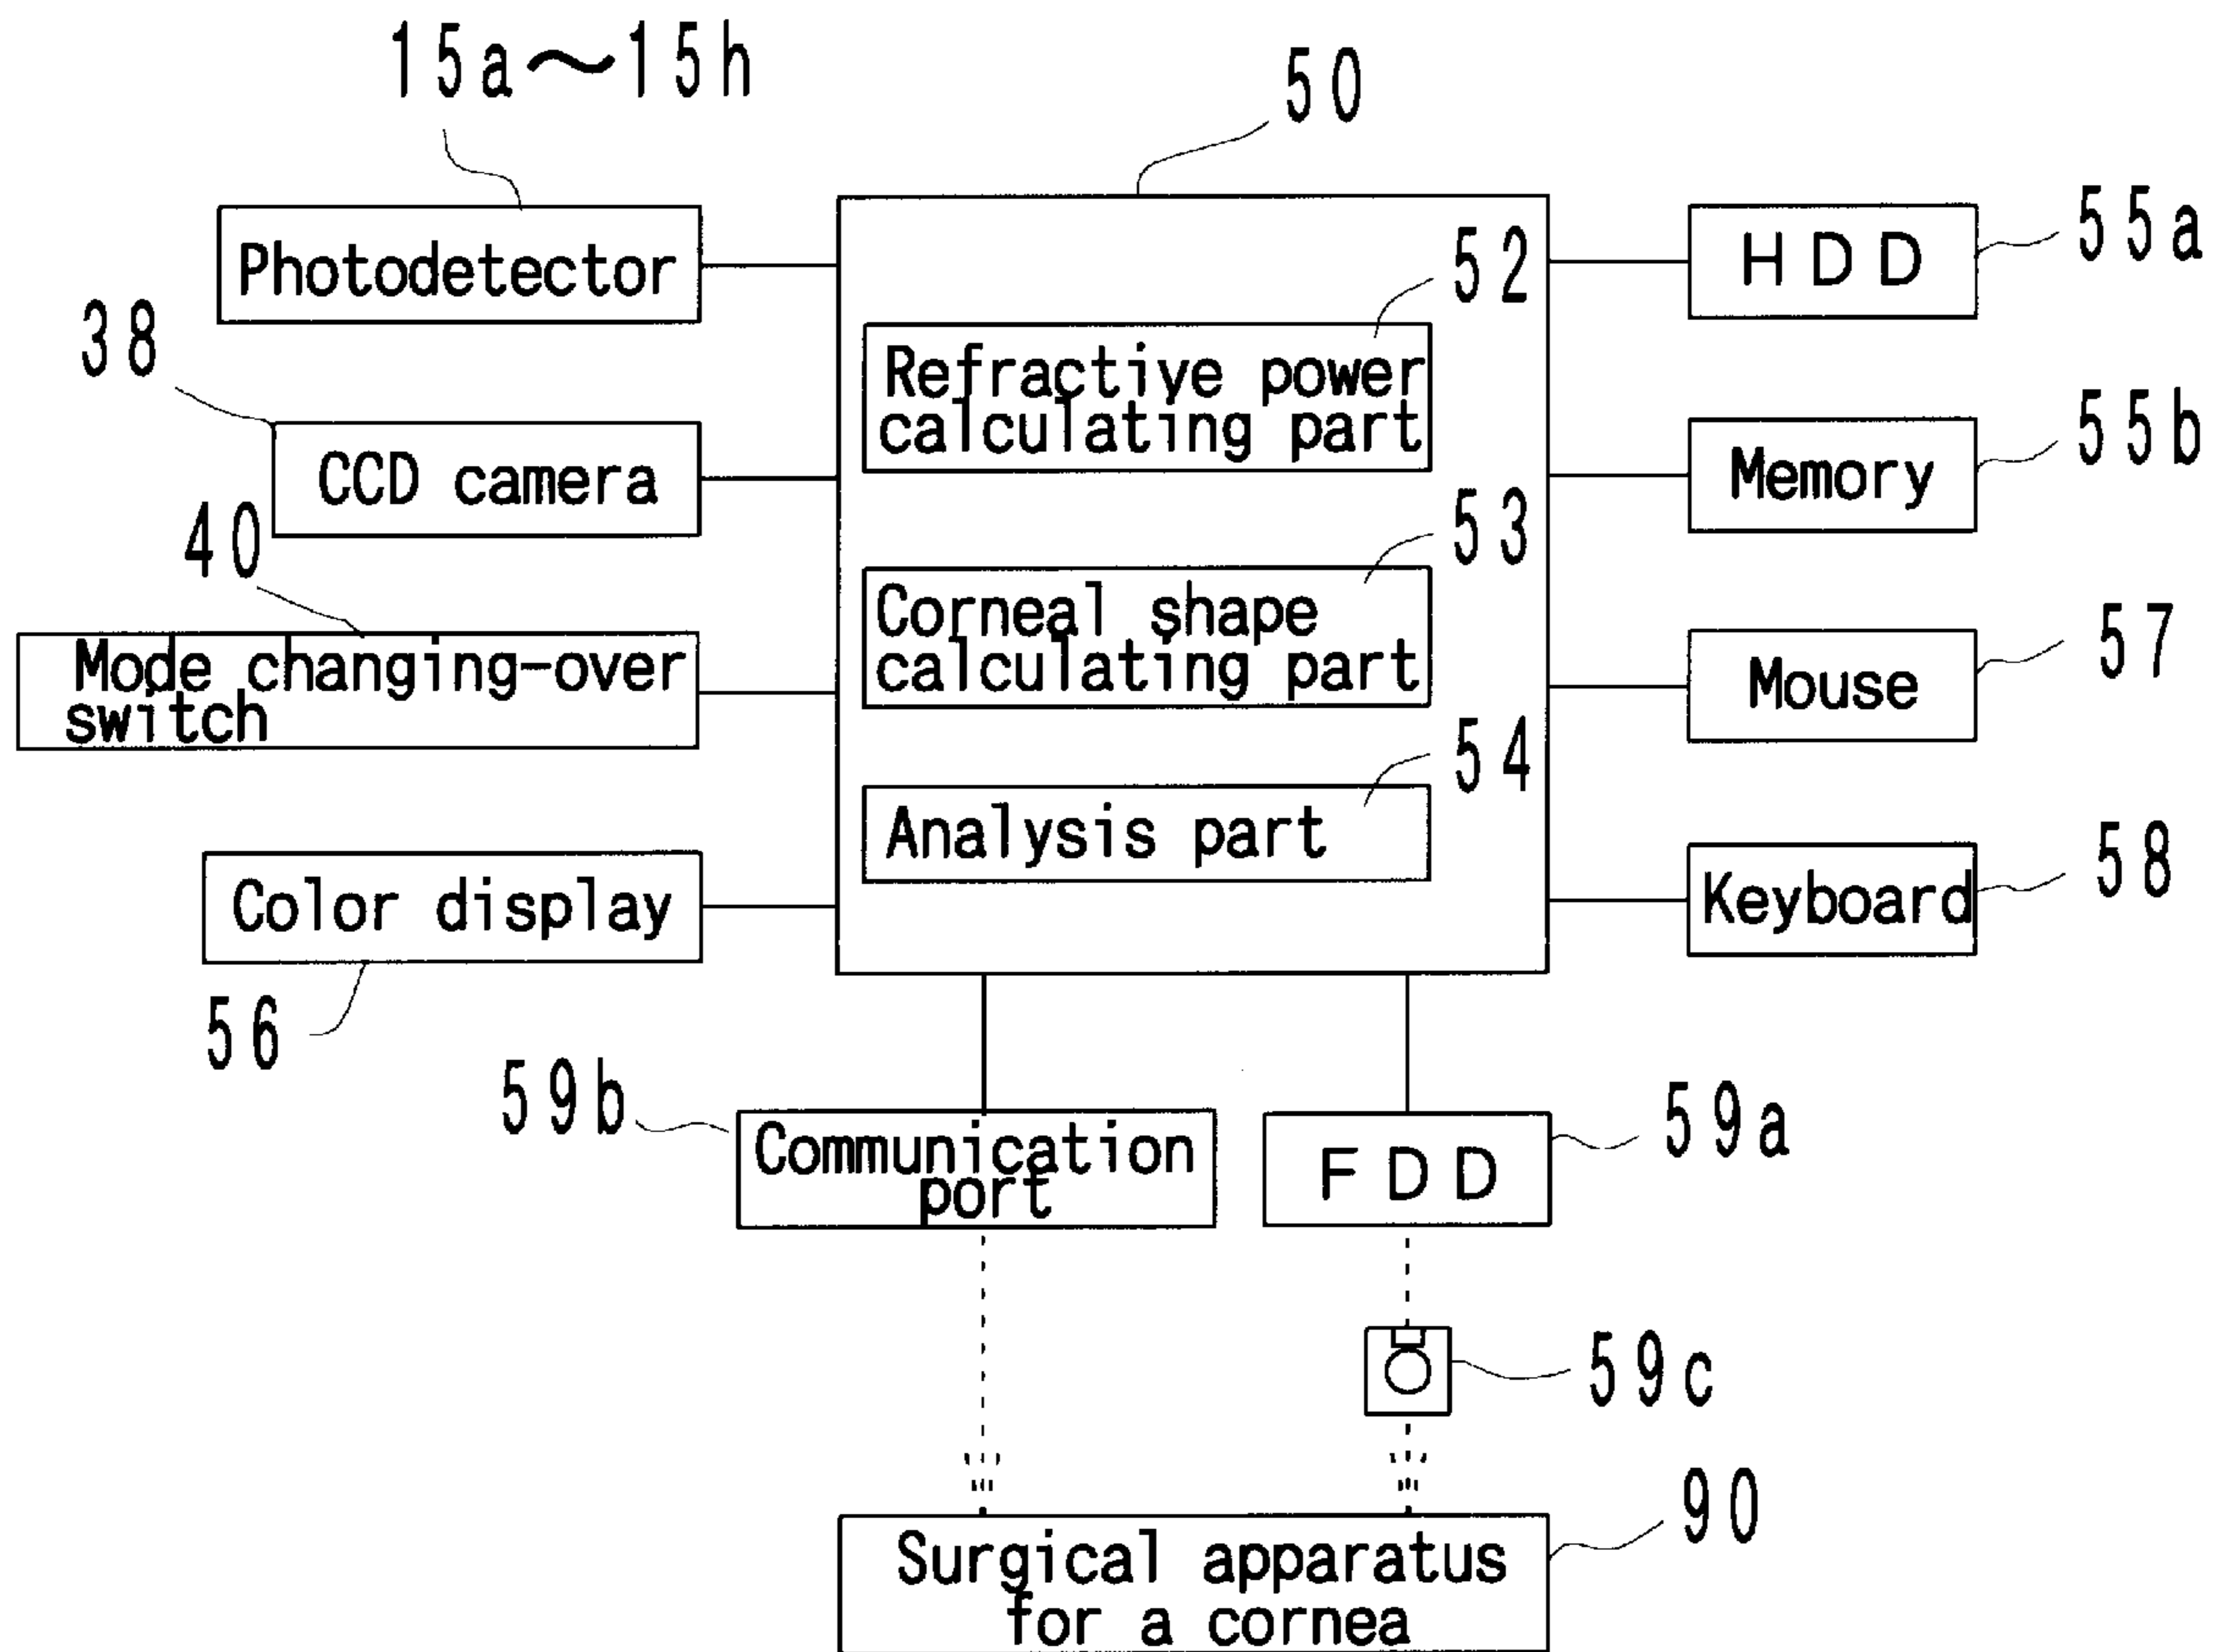 15a～15h
50
Photodetector
52
HDD
55a
38
Refractive power
calculating part
CCD camera
Memory
55b
40
53
Mode changing-over
switch
Corneal shape
calculating part
Mouse
57
54
Analysis part
Color display
Keyboard
58
56
59b
Communication
port
FDD
59a
59c
90
Surgical apparatus
for a cornea